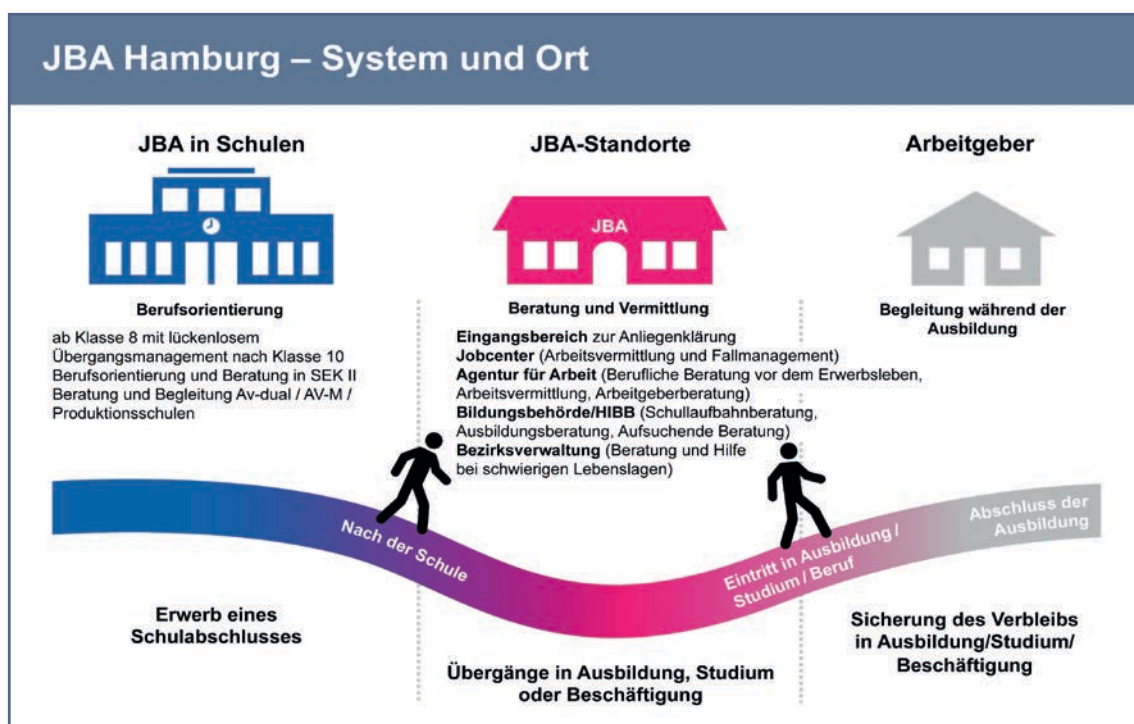 JBA Hamburg – System und Ort
JBA in Schulen
Berufsorientierung
ab Klasse 8 mit lückenlosem
Übergangsmanagement nach Klasse 10
Berufsorientierung und Beratung in SEK II
Beratung und Begleitung Av-dual / AV-M /
Produktionsschulen
JBA-Standorte
JBA
Beratung und Vermittlung
Eingangsbereich zur Anliegenklärung
Jobcenter (Arbeitsvermittlung und Fallmanagement)
Agentur für Arbeit (Berufliche Beratung vor dem Erwerbsleben,
Arbeitsvermittlung, Arbeitgeberberatung)
Bildungsbehörde/HIBB (Schullaufbahnberatung,
Ausbildungsberatung, Aufsuchende Beratung)
Bezirksverwaltung (Beratung und Hilfe
bei schwierigen Lebenslagen)
Arbeitgeber
Begleitung während der
Ausbildung
Nach der Schule
Eintritt in Ausbildung /
Studium / Beruf
Abschluss der
Ausbildung
Erwerb eines
Schulabschlusses
Übergänge in Ausbildung, Studium
oder Beschäftigung
Sicherung des Verbleibs
in Ausbildung/Studium/
Beschäftigung